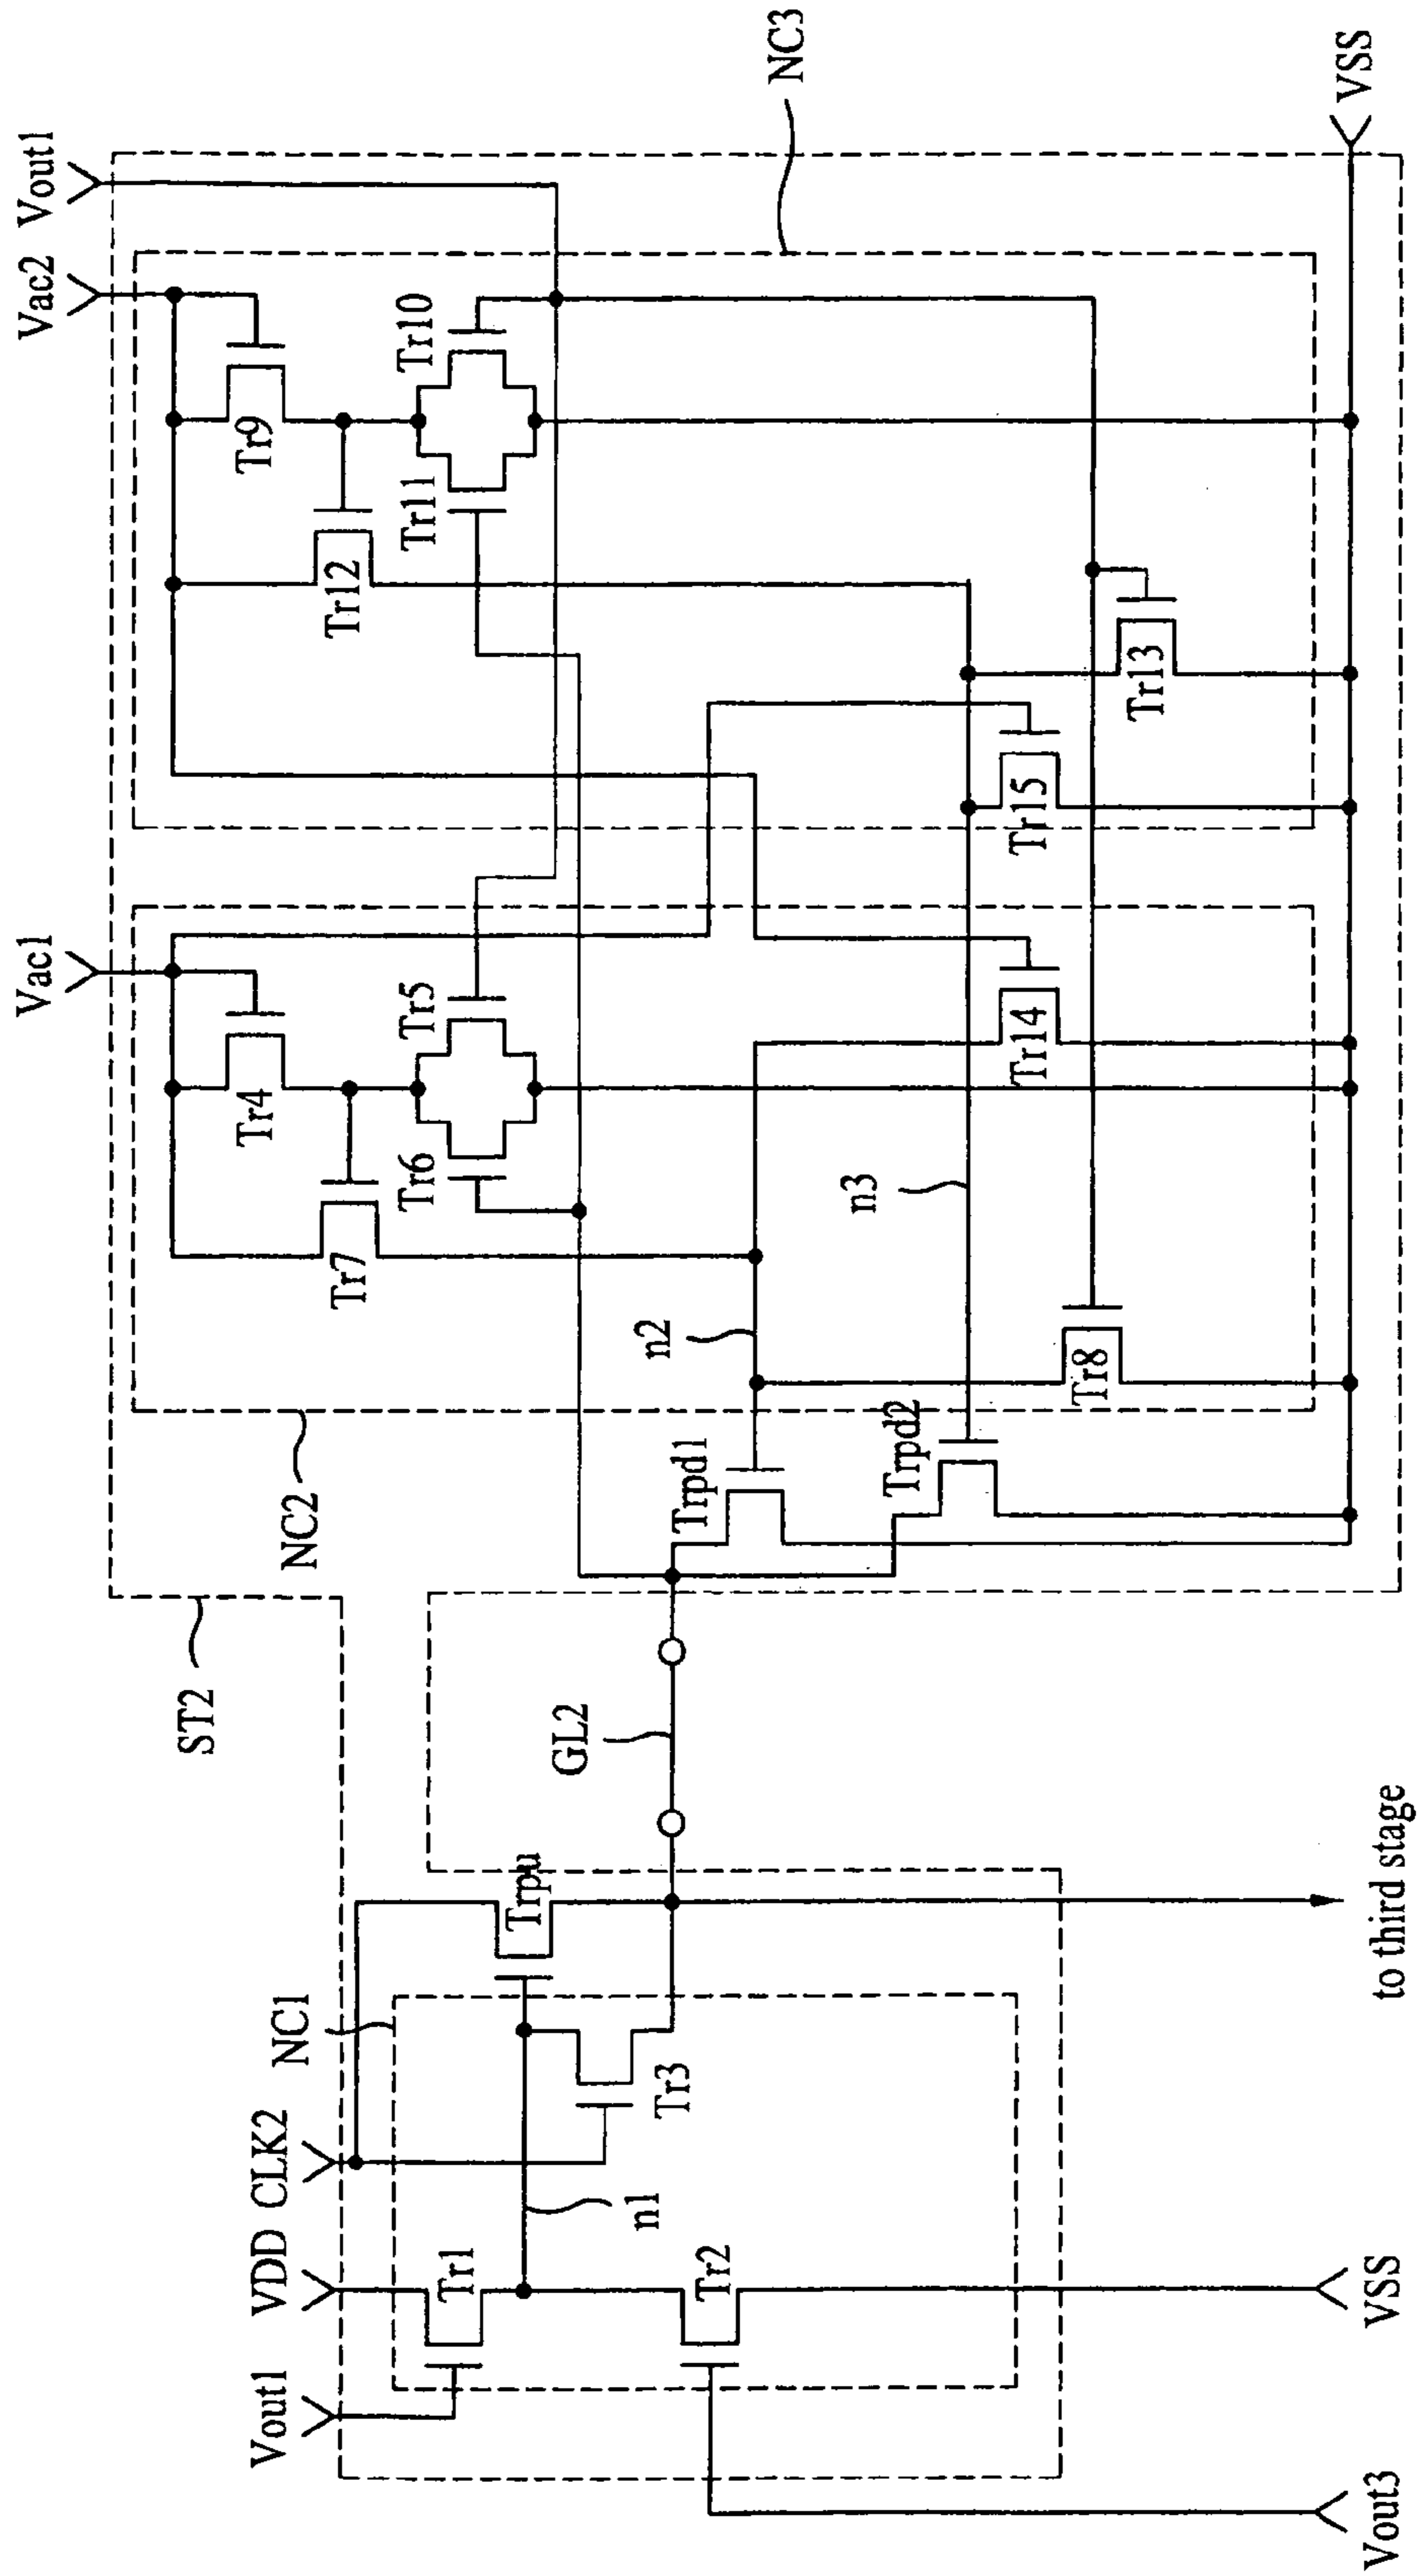 Vout1
VDD
CLK2
NC1
ST2
NC2
Vac1
Vac2
Vout1
NC3
Tr1
Tr2
Tr3
Trpu
n1
GL2
Tr4
Tr5
Tr6
Tr7
Tr8
Tr14
n2
n3
Trpd1
Trpd2
Tr9
Tr10
Tr11
Tr12
Tr13
Tr15
Vout3
VSS
to third stage
VSS